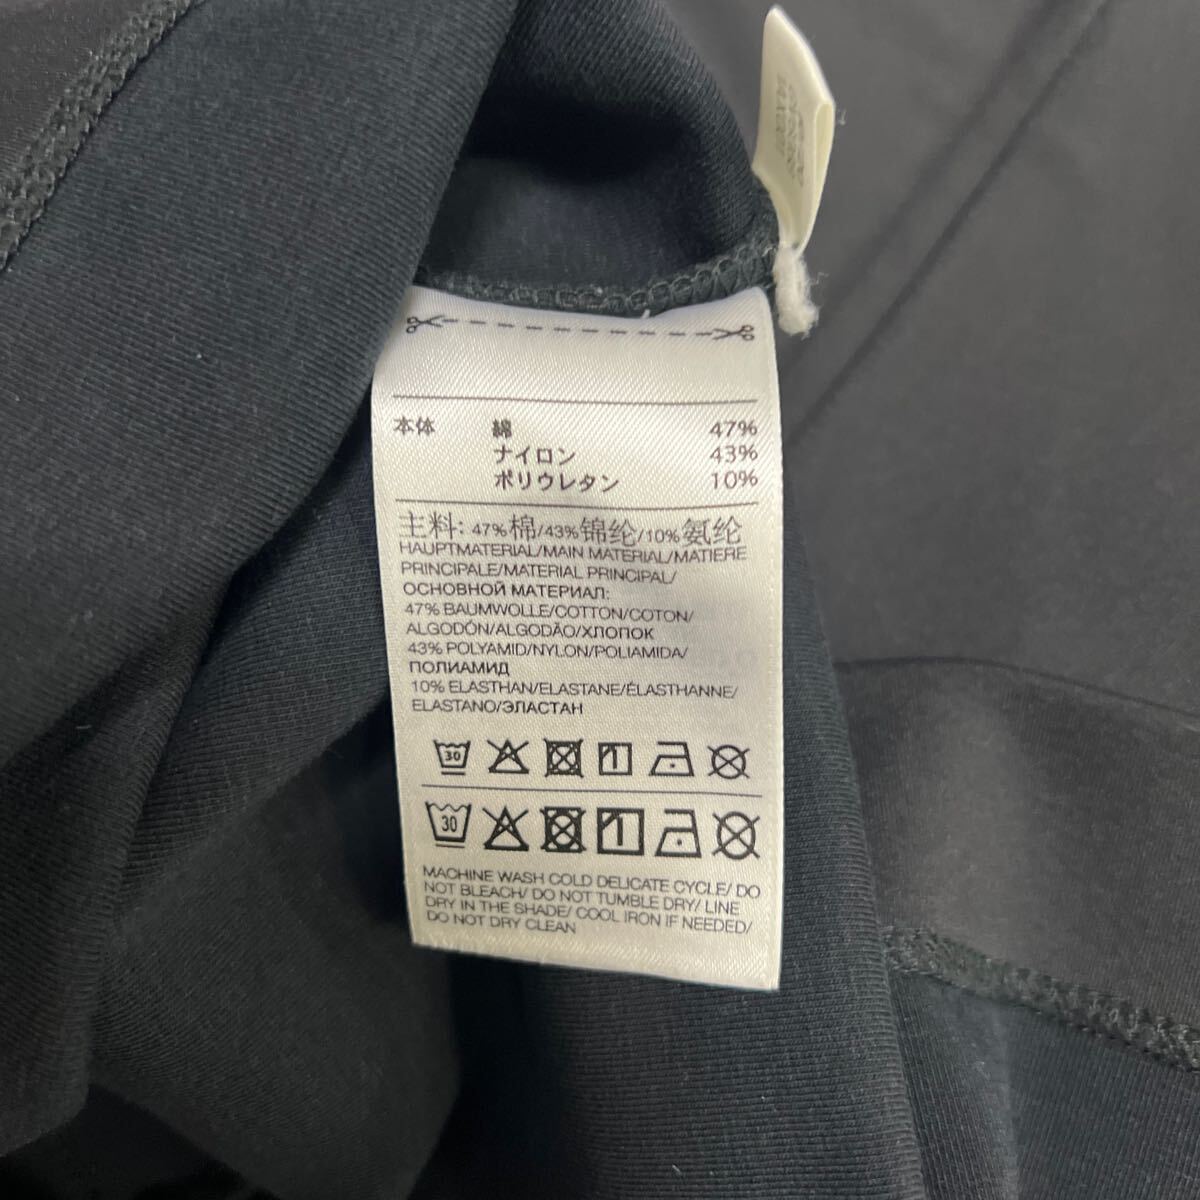 本体 綿 47%
ナイロン 43%
ポリウレタン 10%
主料: 47%棉/43%锦纶/10%氨纶
HAUPTMATERIAL/MAIN MATERIAL/MATIERE
PRINCIPALE/MATERIAL PRINCIPAL/
ОСНОВНОЙ МАТЕРИАЛ:
47% BAUMWOLLE/COTTON/COTON/
ALGODÓN/ALGODÃO/ХЛОПОК
43% POLYAMID/NYLON/POLIAMIDA/
ПОЛИАМИД
10% ELASTHAN/ELASTANE/ÉLASTHANNE/
ELASTANO/ЭЛАСТАН
30
30
MACHINE WASH COLD DELICATE CYCLE/ DO
NOT BLEACH/ DO NOT TUMBLE DRY/ LINE
DRY IN THE SHADE/ COOL IRON IF NEEDED/
DO NOT DRY CLEAN